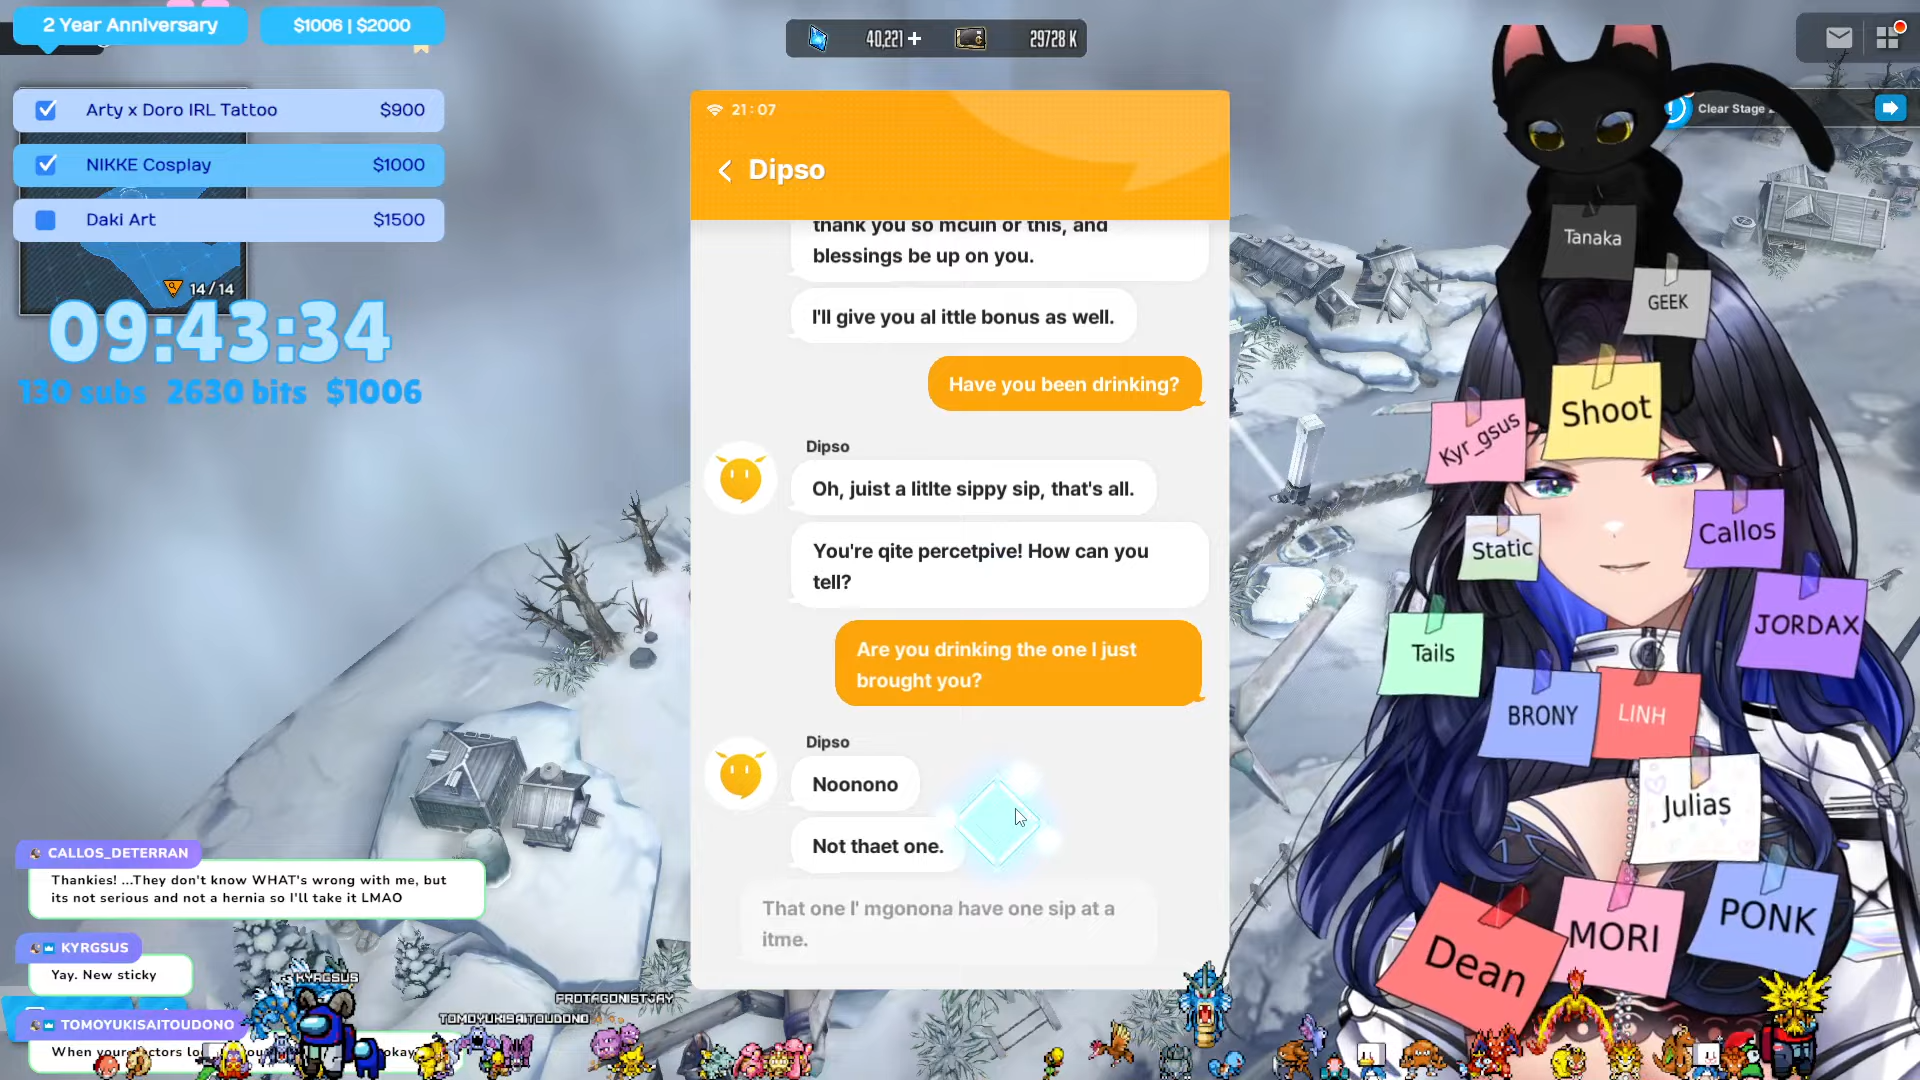 2 Year Anniversary
$1006 | $2000
40,221
29728 K
Arty x Doro IRL Tattoo $900
NIKKE Cosplay $1000
Daki Art $1500
14/14
09:43:34
130 subs 2630 bits $1006
21:07
Dipso
thank you so mcuin or this, and
blessings be up on you.
I'll give you al ittle bonus as well.
Have you been drinking?
Dipso
Oh, juist a litlte sippy sip, that's all.
You're qite percetpive! How can you
tell?
Are you drinking the one I just
brought you?
Dipso
Noonono
Not thaet one.
That one I' mgonona have one sip at a
itme.
Clear Stage
Tanaka
GEEK
Shoot
Kyr_gsus
Callos
Static
JORDAX
Tails
BRONY
LINH
Julias
PONK
MORI
Dean
CALLOS_DETERRAN
Thankies! ...They don't know WHAT's wrong with me, but
its not serious and not a hernia so I'll take it LMAO
KYRGSUS
Yay. New sticky
TOMOYUKISAITOUDONO
When your
KYRGSUS
TOMOYUKISAITOUDONO
PROTAGONISTJAY